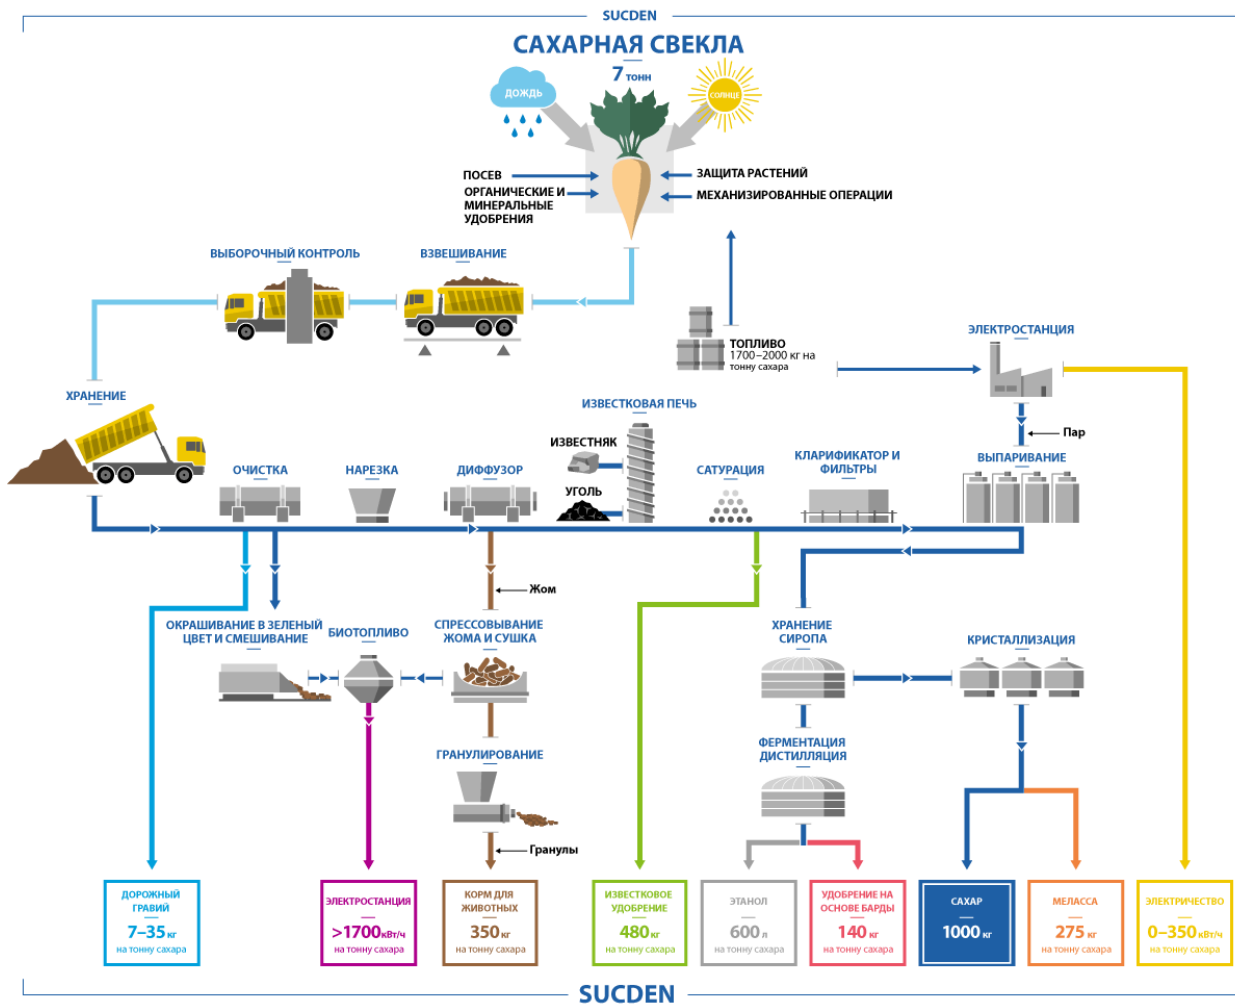 SUCDEN
САХАРНАЯ СВЕКЛА
7 тонн
ДОЖДЬ
СОЛНЦЕ
ПОСЕВ
ОРГАНИЧЕСКИЕ И
МИНЕРАЛЬНЫЕ
УДОБРЕНИЯ
ЗАЩИТА РАСТЕНИЙ
МЕХАНИЗИРОВАННЫЕ ОПЕРАЦИИ
ВЫБОРОЧНЫЙ КОНТРОЛЬ
ВЗВЕШИВАНИЕ
ТОПЛИВО
1700–2000 кг на
тонну сахара
ЭЛЕКТРОСТАНЦИЯ
Пар
ХРАНЕНИЕ
ОЧИСТКА
НАРЕЗКА
ДИФФУЗОР
ИЗВЕСТКОВАЯ ПЕЧЬ
ИЗВЕСТНЯК
УГОЛЬ
САТУРАЦИЯ
КЛАРИФИКАТОР И
ФИЛЬТРЫ
ВЫПАРИВАНИЕ
Жом
ОКРАШИВАНИЕ В ЗЕЛЕНЫЙ
ЦВЕТ И СМЕШИВАНИЕ
БИОТОПЛИВО
СПРЕССОВЫВАНИЕ
ЖОМА И СУШКА
ХРАНЕНИЕ
СИРОПА
КРИСТАЛЛИЗАЦИЯ
ГРАНУЛИРОВАНИЕ
ФЕРМЕНТАЦИЯ
ДИСТИЛЛЯЦИЯ
Гранулы
ДОРОЖНЫЙ
ГРАВИЙ
7–35 кг
на тонну сахара
ЭЛЕКТРОСТАНЦИЯ
>1700кВт/ч
на тонну сахара
КОРМ ДЛЯ
ЖИВОТНЫХ
350 кг
на тонну сахара
ИЗВЕСТКОВОЕ
УДОБРЕНИЕ
480 кг
на тонну сахара
ЭТАНОЛ
600 л
на тонну сахара
УДОБРЕНИЕ НА
ОСНОВЕ БАРДЫ
140 кг
на тонну сахара
САХАР
1000 кг
МЕЛАССА
275 кг
на тонну сахара
ЭЛЕКТРИЧЕСТВО
0–350кВт/ч
на тонну сахара
SUCDEN